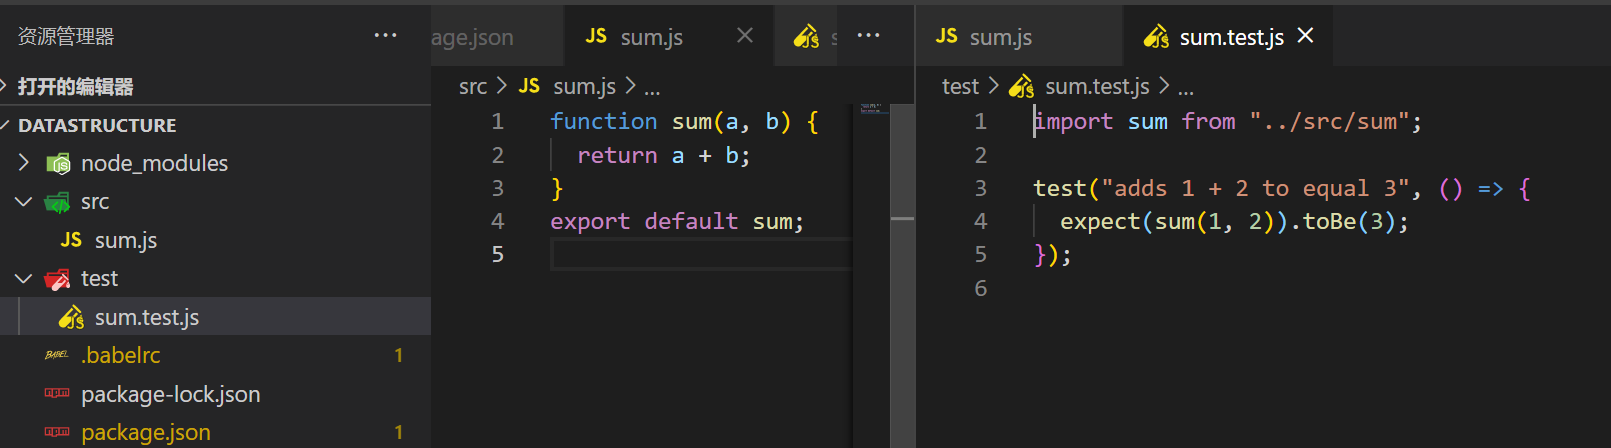 资源管理器 ···
打开的编辑器
DATASTRUCTURE
node_modules
src
JS sum.js
test
sum.test.js
BABEL .babelrc 1
package-lock.json
package.json 1
age.json JS sum.js × JS s ···
src > JS sum.js > ...
1 function sum(a, b) {
2 return a + b;
3 }
4 export default sum;
5
JS sum.js JS sum.test.js ×
test > JS sum.test.js > ...
1 import sum from "../src/sum";
2
3 test("adds 1 + 2 to equal 3", () => {
4 expect(sum(1, 2)).toBe(3);
5 });
6